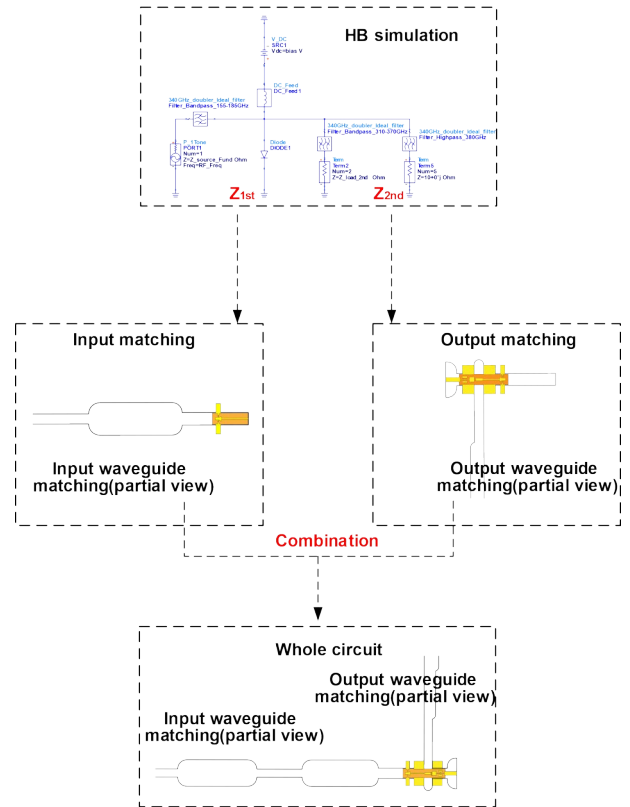 HB simulation
V_DC
SRC1
Vdc=bias V
DC_Feed
DC_Feed1
340GHz_doubler_Ideal_filter
Filter_Bandpass_155-185GHz
P_1Tone
PORT1
Num=1
Z=Z_source_Fund Ohm
Freq=RF_Freq
Diode
DIODE1
340GHz_doubler_Ideal_filter
Filter_Bandpass_310-370GHz
Term
Term2
Num=2
Z=Z_load_2nd Ohm
340GHz_doubler_Ideal_filter
Filter_Highpass_380GHz
Term
Num=5
Z=10+0*j Ohm
Z1st
Z2nd
Input matching
Input waveguide
matching(partial view)
Output matching
Output waveguide
matching(partial view)
Combination
Whole circuit
Output waveguide
matching(partial view)
Input waveguide
matching(partial view)